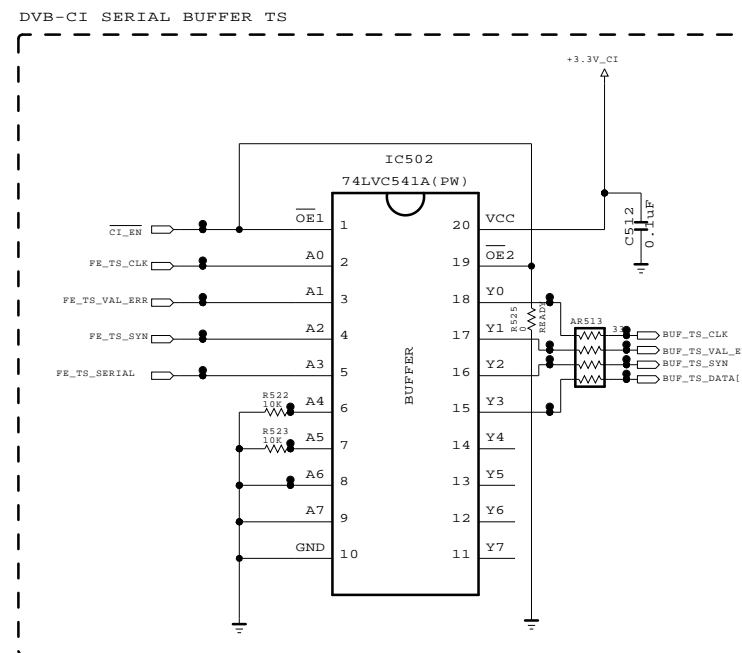 DVB-CI SERIAL BUFFER TS
+3.3V_CI
IC502
74LVC541A(PW)
C512
0.1uF
CI_EN
OE1
1
20
VCC
FE_TS_CLK
A0
2
19
OE2
FE_TS_VAL_ERR
A1
3
18
Y0
R525
0
READY
AR513
33
BUF_TS_CLK
FE_TS_SYN
A2
4
17
Y1
BUF_TS_VAL_E
FE_TS_SERIAL
A3
5
16
Y2
BUF_TS_SYN
BUFFER
BUF_TS_DATA[
R522
10K
A4
6
15
Y3
R523
10K
A5
7
14
Y4
A6
8
13
Y5
A7
9
12
Y6
GND
10
11
Y7